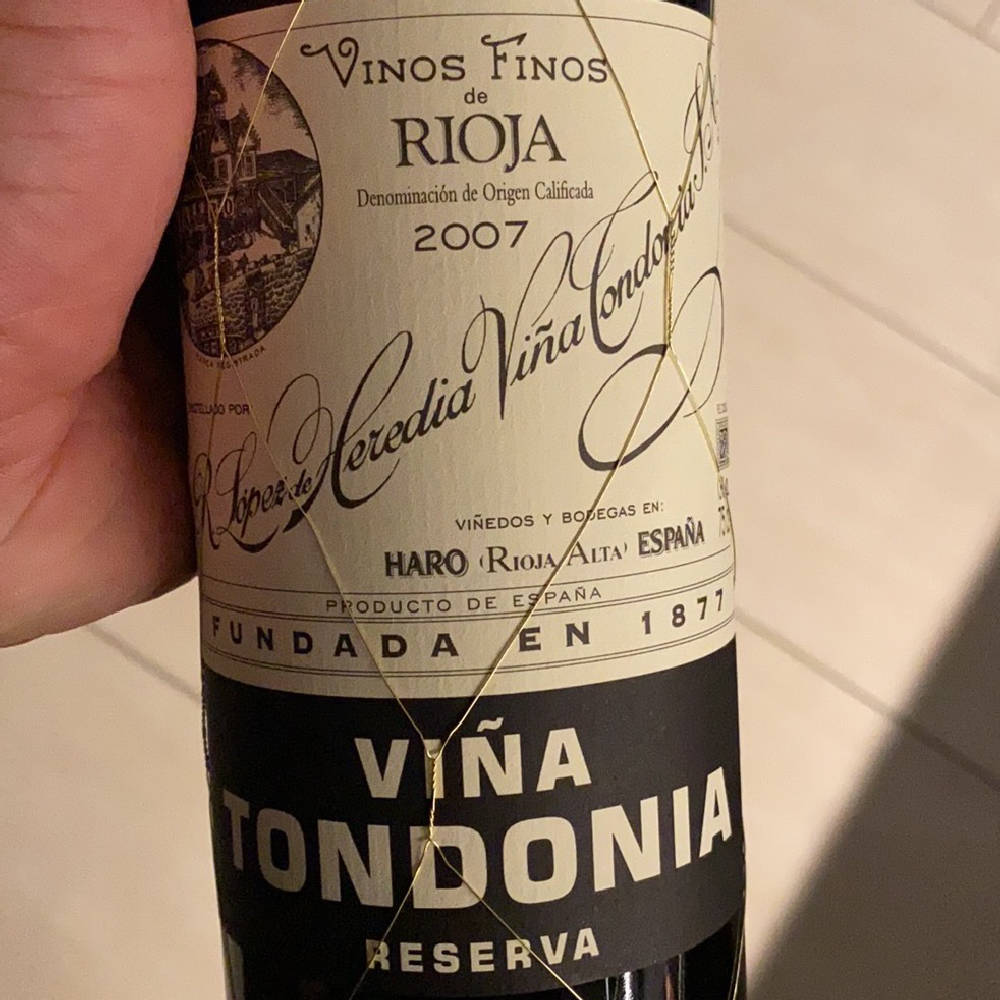 VINOS FINOS
de
RIOJA
Denominación de Origen Calificada
2007
POR
R. López de Heredia Viña Tondonia, S.A.
VIÑEDOS Y BODEGAS EN:
HARO (RIOJA ALTA) ESPAÑA
PRODUCTO DE ESPAÑA
FUNDADA EN 1877
VIÑA
TONDONIA
RESERVA